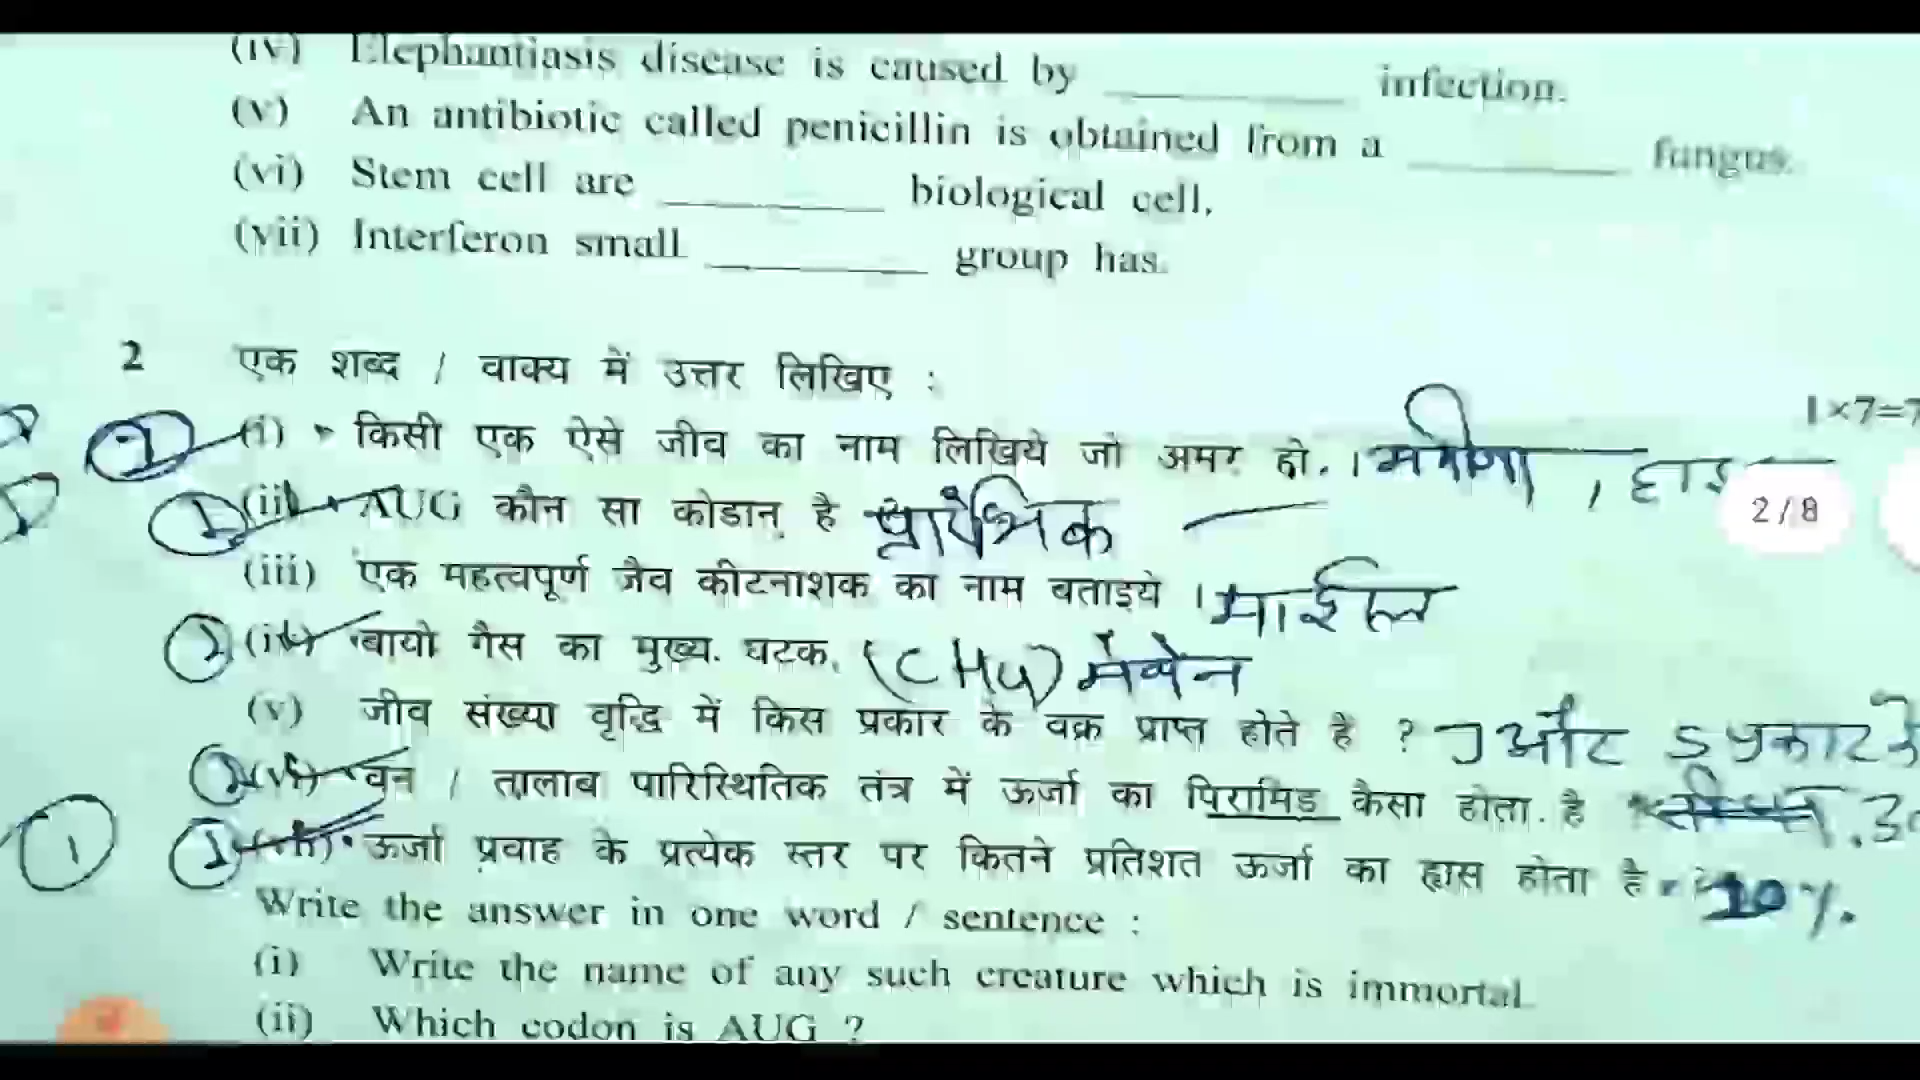 (iv) Elephantiasis disease is caused by ________ infection.
(v) An antibiotic called penicillin is obtained from a ________ fungus.
(vi) Stem cell are ________ biological cell.
(vii) Interferon small ________ group has.
2 एक शब्द / वाक्य में उत्तर लिखिए :
1×7=7
(i) किसी एक ऐसे जीव का नाम लिखिये जो अमर हो. ।
(ii) AUG कौन सा कोडान है
2/8
(iii) एक महत्वपूर्ण जैव कीटनाशक का नाम बताइये ।
(iv) बायो गैस का मुख्य. घटक. (CH4)
(v) जीव संख्या वृद्धि में किस प्रकार के वक्र प्राप्त होते है ? J और S प्रकार के
(vi) वन / तालाब पारिस्थितिक तंत्र में ऊर्जा का पिरामिड कैसा होता. है
1 ऊर्जा प्रवाह के प्रत्येक स्तर पर कितने प्रतिशत ऊर्जा का ह्रास होता है 10%.
Write the answer in one word / sentence :
(i) Write the name of any such creature which is immortal.
(ii) Which codon is AUG ?